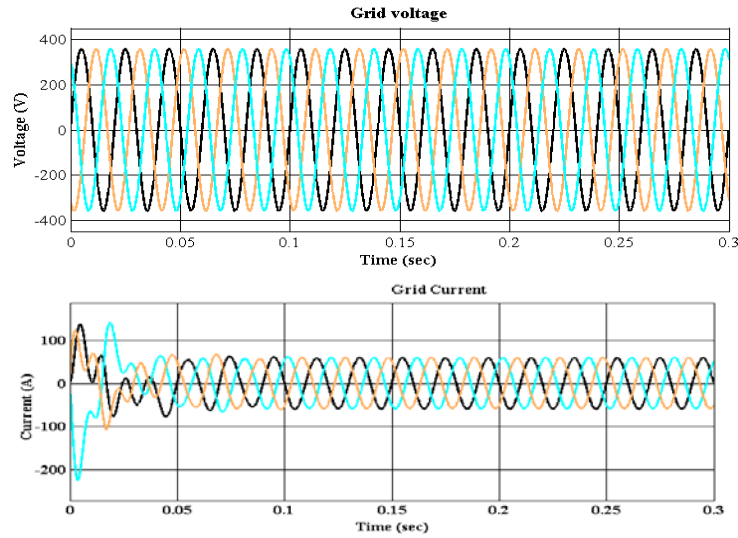 Grid voltage
Voltage (V)
400
200
0
-200
-400
0 0.05 0.1 0.15 0.2 0.25 0.3
Time (sec)
Grid Current
Current (A)
100
0
-100
-200
0 0.05 0.1 0.15 0.2 0.25 0.3
Time (sec)